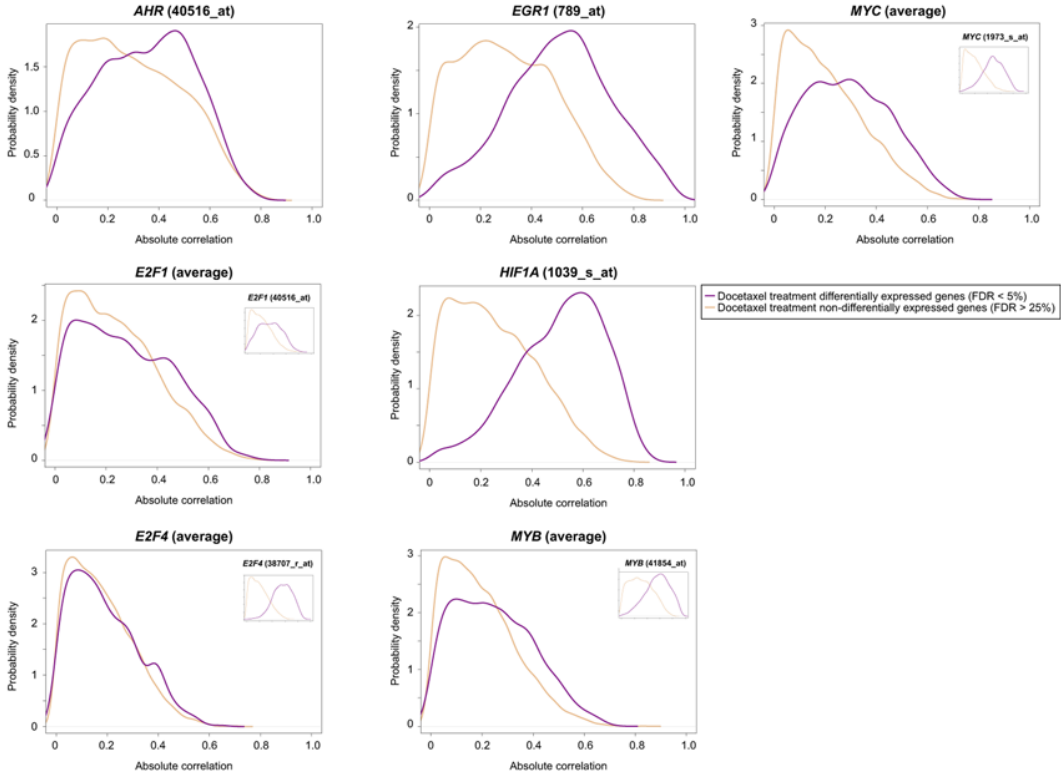 AHR (40516_at)
Probability density
1.5
1.0
0.5
0
0 0.2 0.4 0.6 0.8 1.0
Absolute correlation
EGR1 (789_at)
Probability density
2
1
0
0 0.2 0.4 0.6 0.8 1.0
Absolute correlation
MYC (average)
MYC (1973_s_at)
Probability density
3
2
1
0
0 0.2 0.4 0.6 0.8 1.0
Absolute correlation
E2F1 (average)
E2F1 (40516_at)
Probability density
2
1
0
0 0.2 0.4 0.6 0.8 1.0
Absolute correlation
HIF1A (1039_s_at)
Probability density
2
1
0
0 0.2 0.4 0.6 0.8 1.0
Absolute correlation
Docetaxel treatment differentially expressed genes (FDR < 5%)
Docetaxel treatment non-differentially expressed genes (FDR > 25%)
E2F4 (average)
E2F4 (38707_r_at)
Probability density
3
2
1
0
0 0.2 0.4 0.6 0.8 1.0
Absolute correlation
MYB (average)
MYB (41854_at)
Probability density
3
2
1
0
0 0.2 0.4 0.6 0.8 1.0
Absolute correlation